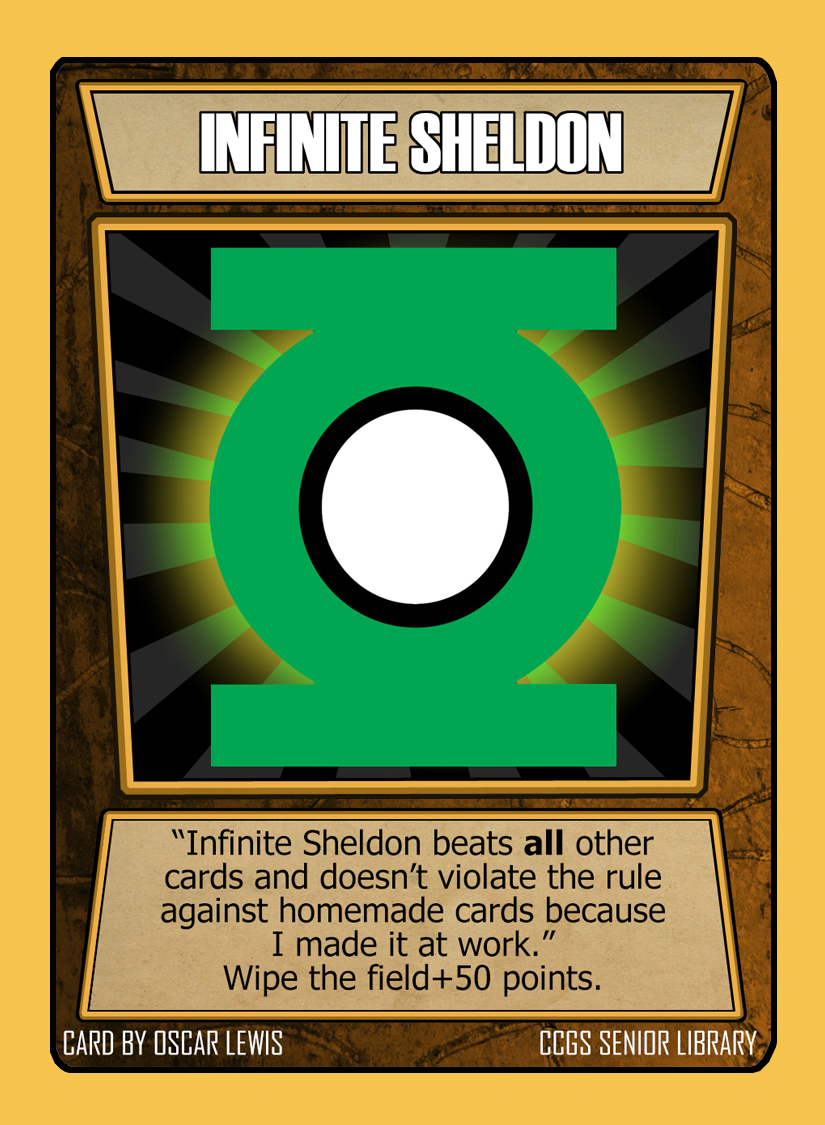 INFINITE SHELDON
“Infinite Sheldon beats all other
cards and doesn’t violate the rule
against homemade cards because
I made it at work.”
Wipe the field+50 points.
CARD BY OSCAR LEWIS
CCGS SENIOR LIBRARY